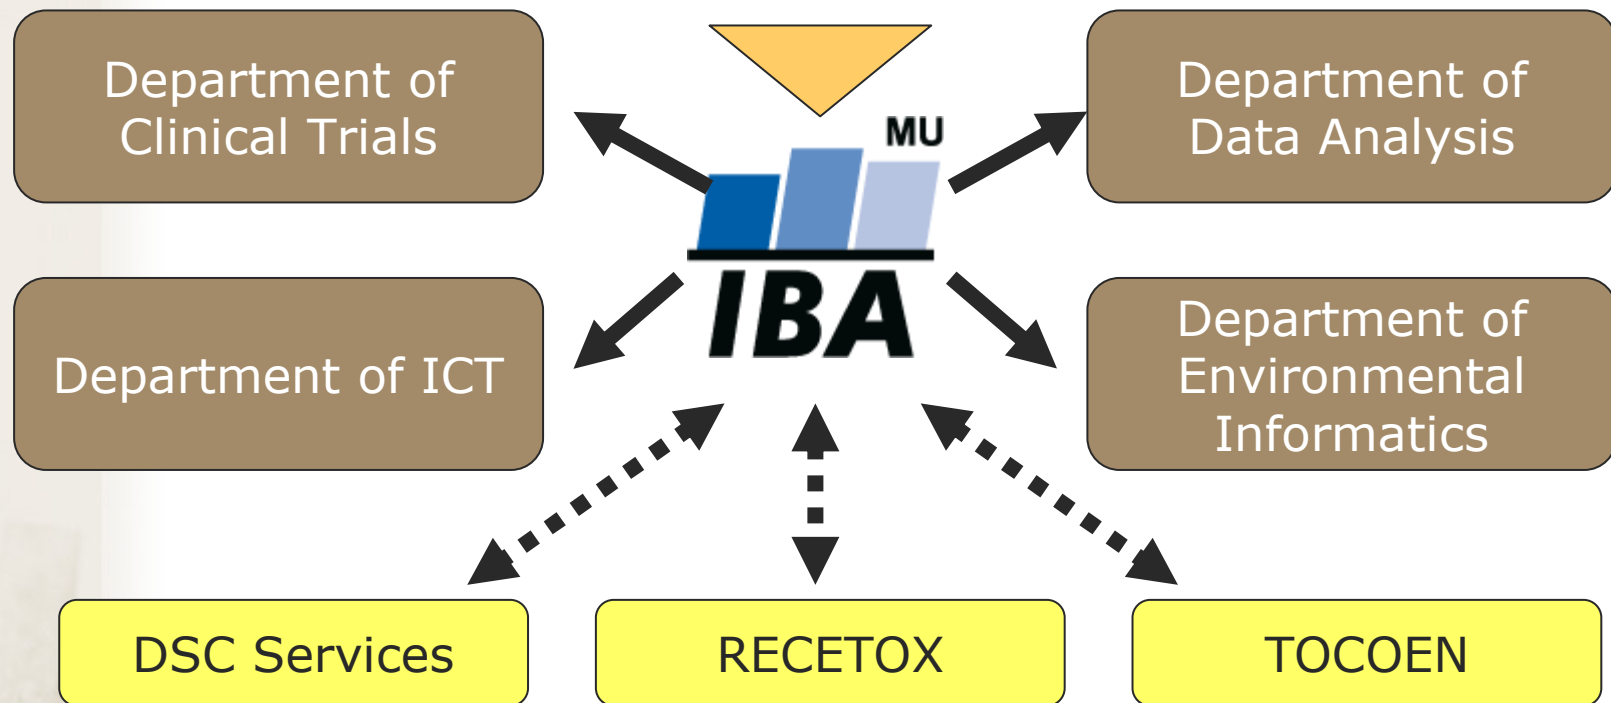 Department of
Clinical Trials
MU
IBA
Department of
Data Analysis
Department of ICT
Department of
Environmental
Informatics
DSC Services
RECETOX
TOCOEN